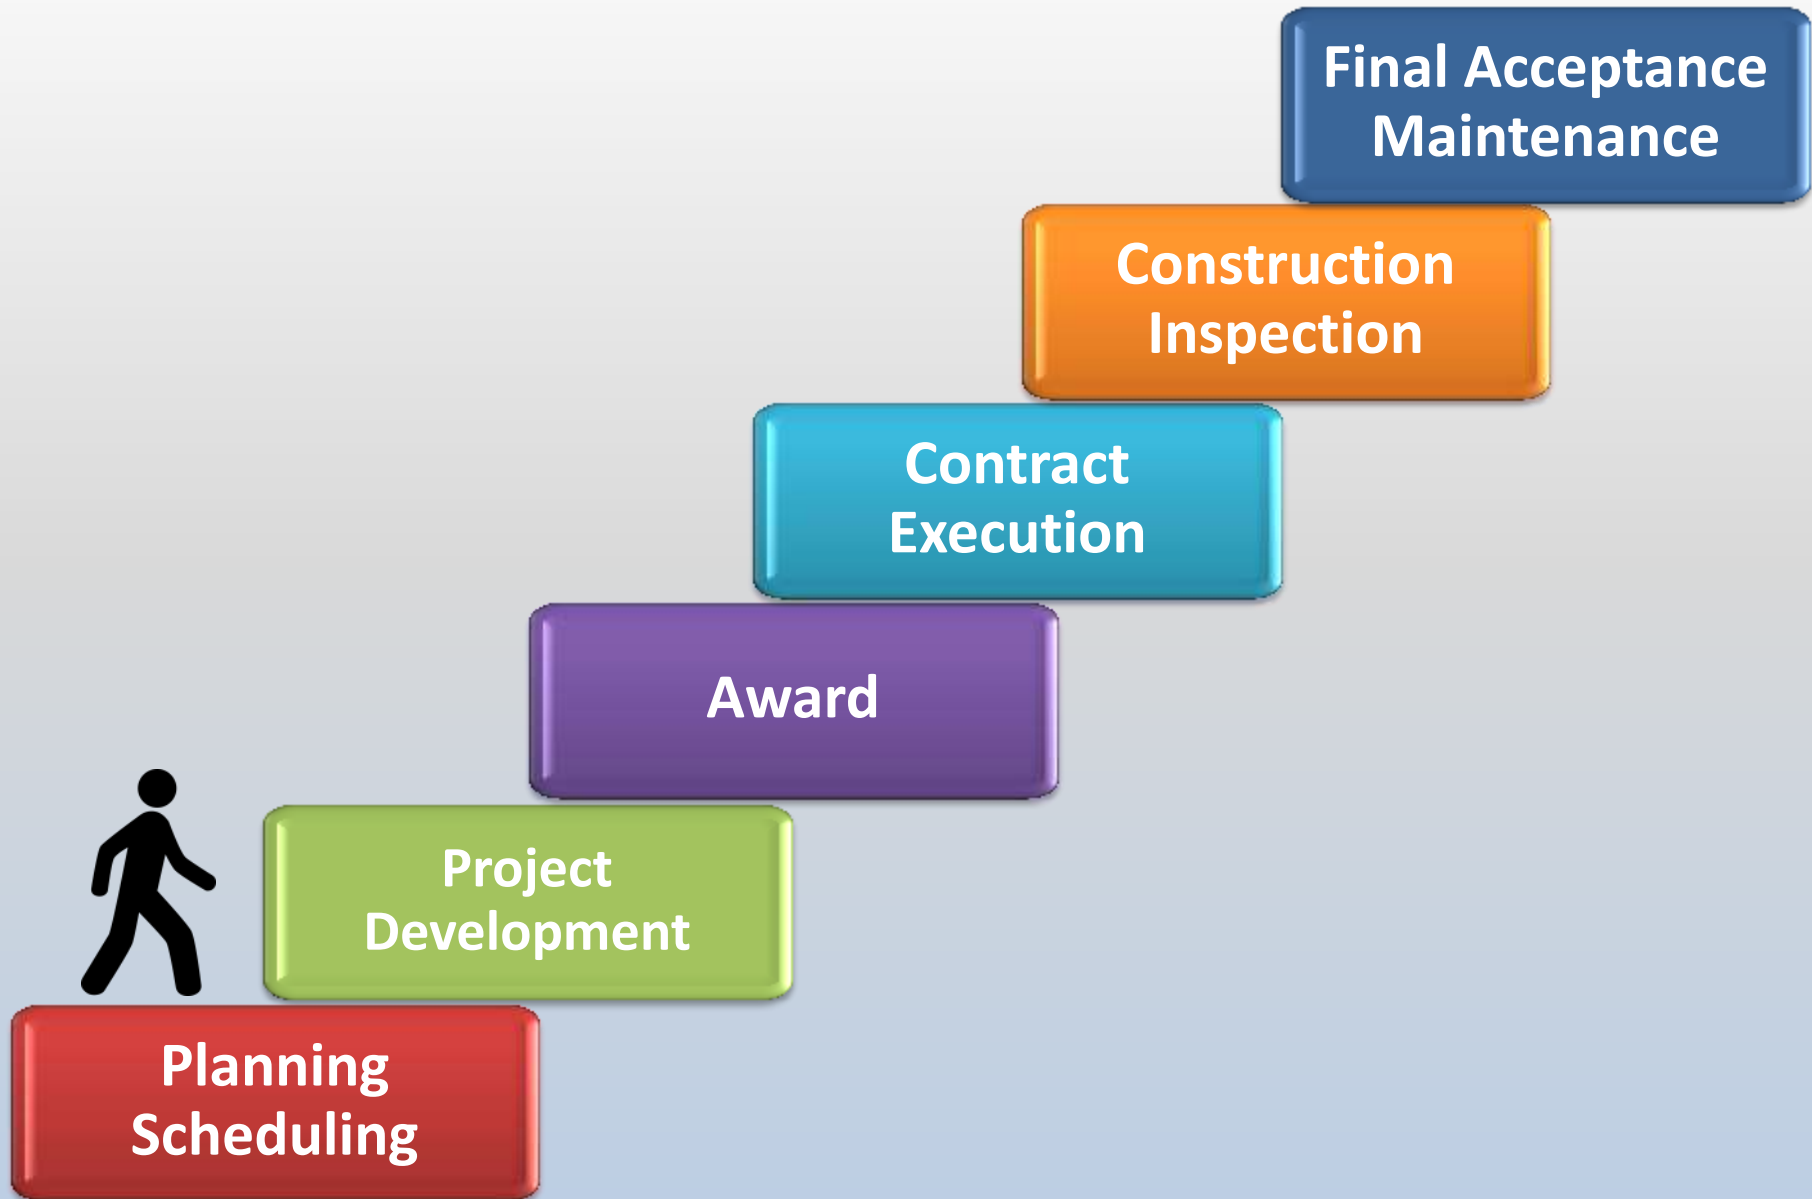 Final Acceptance
Maintenance
Construction
Inspection
Contract
Execution
Award
Project
Development
Planning
Scheduling